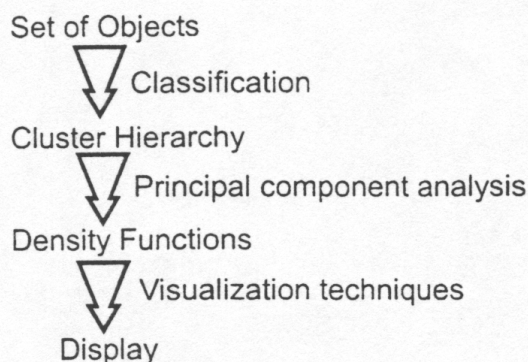 Set of Objects
Classification
Cluster Hierarchy
Principal component analysis
Density Functions
Visualization techniques
Display